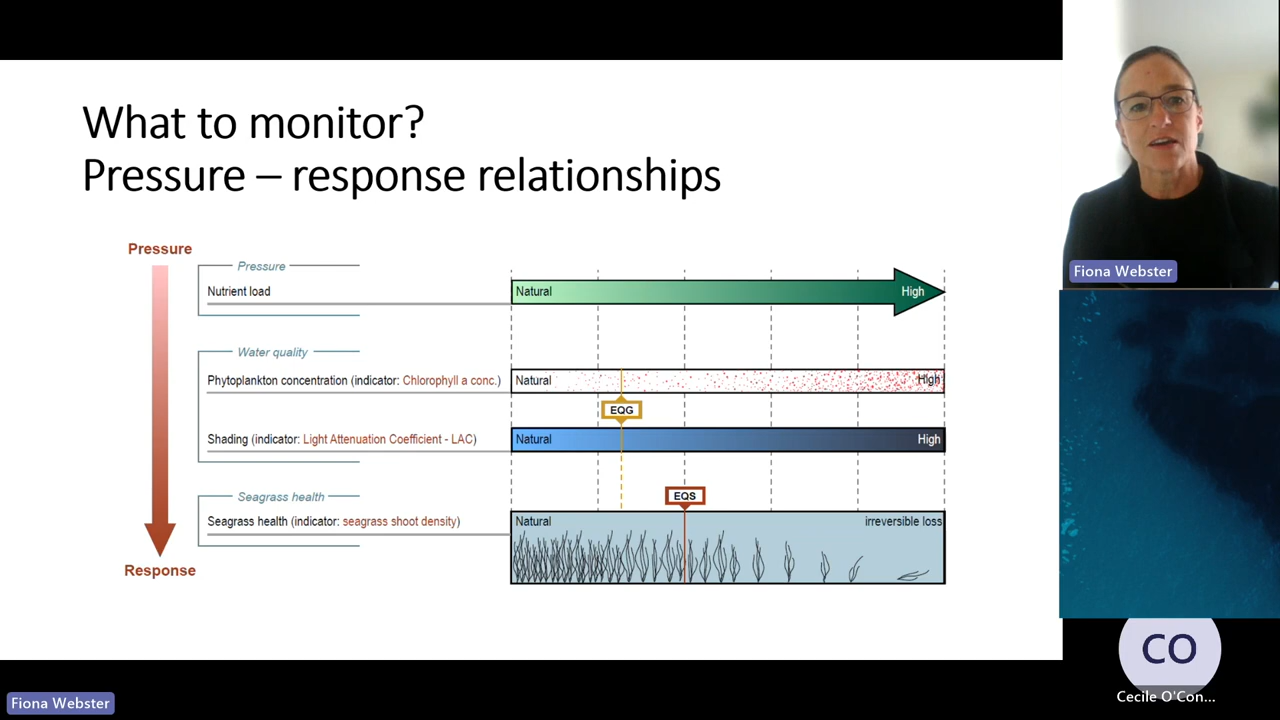 What to monitor?
Pressure – response relationships
Pressure
Pressure
Nutrient load
Natural
High
Water quality
Phytoplankton concentration (indicator: Chlorophyll a conc.)
Natural
High
EQG
Shading (indicator: Light Attenuation Coefficient - LAC)
Natural
High
Seagrass health
EQS
Seagrass health (indicator: seagrass shoot density)
Natural
irreversible loss
Response
Fiona Webster
CO
Cecile O'Con...
Fiona Webster